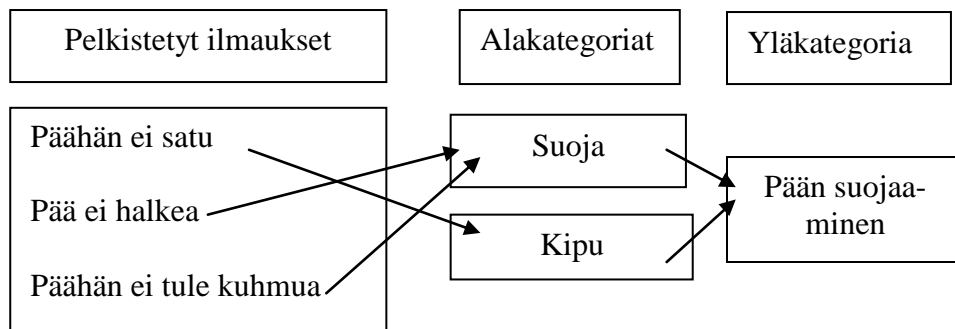 Pelkistetyt ilmaukset
Alakategoriat
Yläkategoria
Päähän ei satu
Pää ei halkea
Päähän ei tule kuhmua
Suoja
Kipu
Pään suojaa-
minen